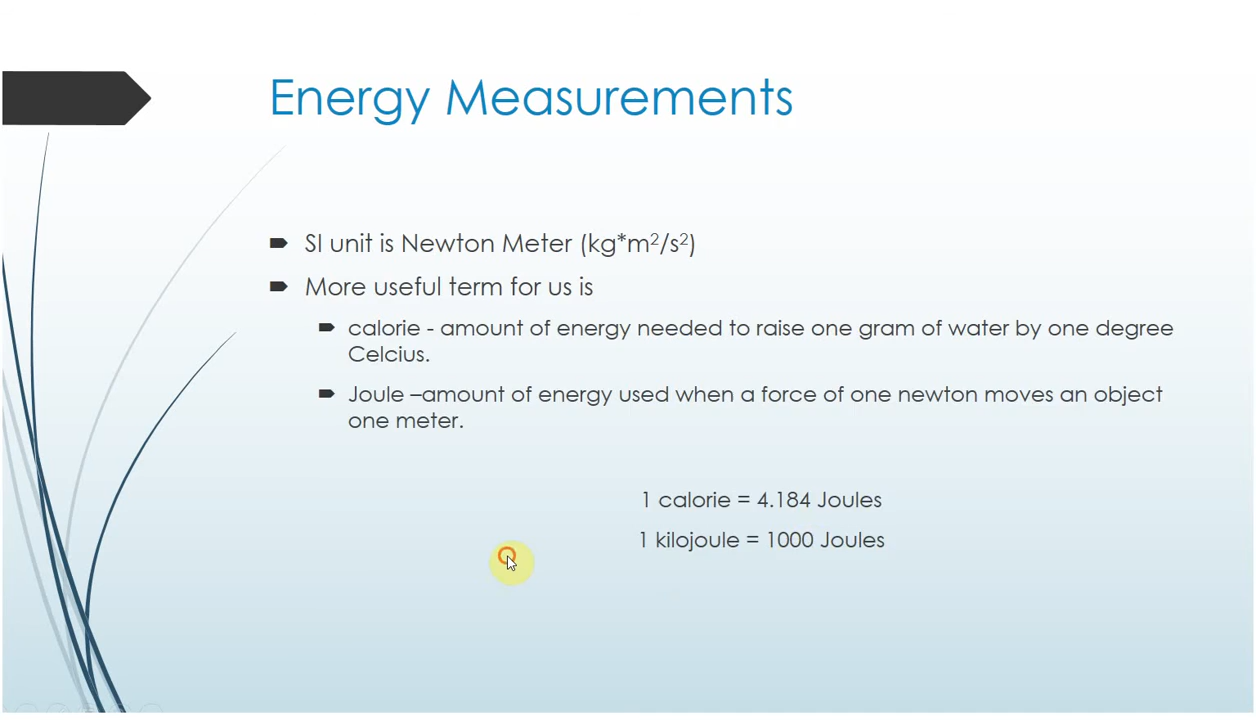 Energy Measurements
SI unit is Newton Meter (kg*m²/s²)
More useful term for us is
calorie - amount of energy needed to raise one gram of water by one degree
Celcius.
Joule –amount of energy used when a force of one newton moves an object
one meter.
1 calorie = 4.184 Joules
1 kilojoule = 1000 Joules